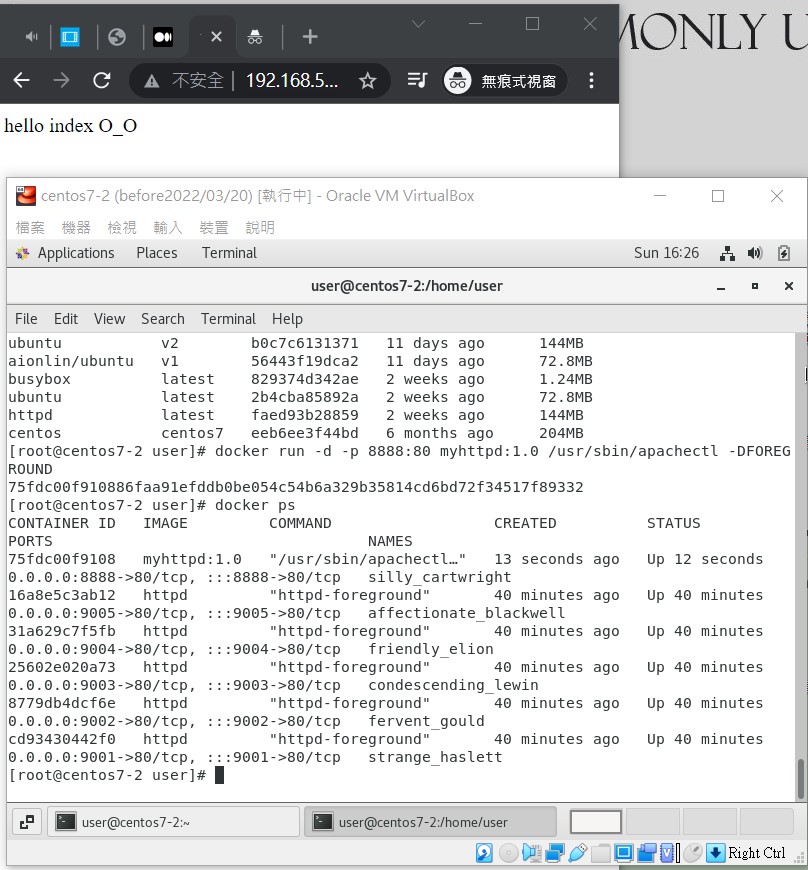 MONLY U
不安全 192.168.5... 無痕式視窗
hello index O_O
centos7-2 (before2022/03/20) [執行中] - Oracle VM VirtualBox
檔案 機器 檢視 輸入 裝置 說明
Applications Places Terminal Sun 16:26
user@centos7-2:/home/user
File Edit View Search Terminal Help
ubuntu v2 b0c7c6131371 11 days ago 144MB
aionlin/ubuntu v1 56443f19dca2 11 days ago 72.8MB
busybox latest 829374d342ae 2 weeks ago 1.24MB
ubuntu latest 2b4cba85892a 2 weeks ago 72.8MB
httpd latest faed93b28859 2 weeks ago 144MB
centos centos7 eeb6ee3f44bd 6 months ago 204MB
[root@centos7-2 user]# docker run -d -p 8888:80 myhttpd:1.0 /usr/sbin/apachectl -DFOREG
ROUND
75fdc00f910886faa91efddb0be054c54b6a329b35814cd6bd72f34517f89332
[root@centos7-2 user]# docker ps
CONTAINER ID IMAGE COMMAND CREATED STATUS
PORTS NAMES
75fdc00f9108 myhttpd:1.0 "/usr/sbin/apachectl…" 13 seconds ago Up 12 seconds
0.0.0.0:8888->80/tcp, :::8888->80/tcp silly_cartwright
16a8e5c3ab12 httpd "httpd-foreground" 40 minutes ago Up 40 minutes
0.0.0.0:9005->80/tcp, :::9005->80/tcp affectionate_blackwell
31a629c7f5fb httpd "httpd-foreground" 40 minutes ago Up 40 minutes
0.0.0.0:9004->80/tcp, :::9004->80/tcp friendly_elion
25602e020a73 httpd "httpd-foreground" 40 minutes ago Up 40 minutes
0.0.0.0:9003->80/tcp, :::9003->80/tcp condescending_lewin
8779db4dcf6e httpd "httpd-foreground" 40 minutes ago Up 40 minutes
0.0.0.0:9002->80/tcp, :::9002->80/tcp fervent_gould
cd93430442f0 httpd "httpd-foreground" 40 minutes ago Up 40 minutes
0.0.0.0:9001->80/tcp, :::9001->80/tcp strange_haslett
[root@centos7-2 user]#
user@centos7-2:~ user@centos7-2:/home/user
Right Ctrl